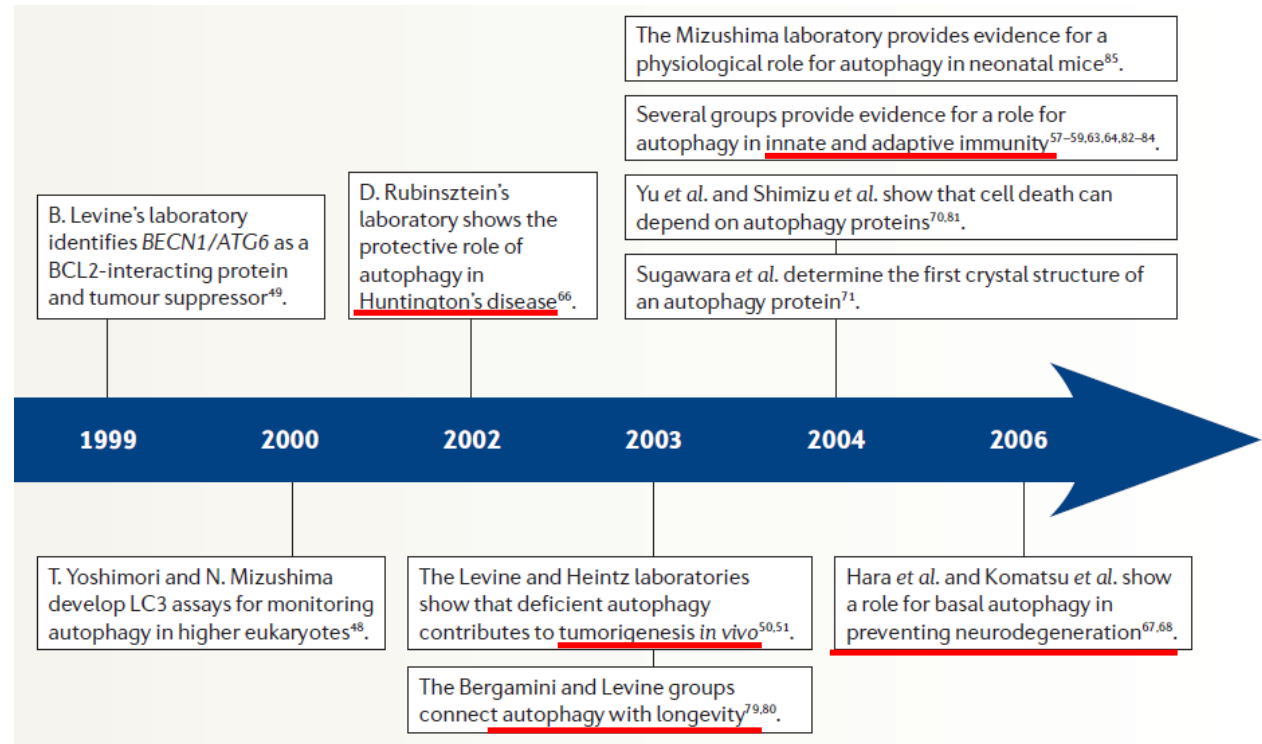 The Mizushima laboratory provides evidence for a
physiological role for autophagy in neonatal mice⁸⁵.
Several groups provide evidence for a role for
autophagy in innate and adaptive immunity⁵⁷⁻⁵⁹,⁶³,⁶⁴,⁸²⁻⁸⁴.
Yu et al. and Shimizu et al. show that cell death can
depend on autophagy proteins⁷⁰,⁸¹.
Sugawara et al. determine the first crystal structure of
an autophagy protein⁷¹.
B. Levine’s laboratory
identifies BECN1/ATG6 as a
BCL2-interacting protein
and tumour suppressor⁴⁹.
D. Rubinsztein’s
laboratory shows the
protective role of
autophagy in
Huntington’s disease⁶⁶.
1999 2000 2002 2003 2004 2006
T. Yoshimori and N. Mizushima
develop LC3 assays for monitoring
autophagy in higher eukaryotes⁴⁸.
The Levine and Heintz laboratories
show that deficient autophagy
contributes to tumorigenesis in vivo⁵⁰,⁵¹.
The Bergamini and Levine groups
connect autophagy with longevity⁷⁹,⁸⁰.
Hara et al. and Komatsu et al. show
a role for basal autophagy in
preventing neurodegeneration⁶⁷,⁶⁸.